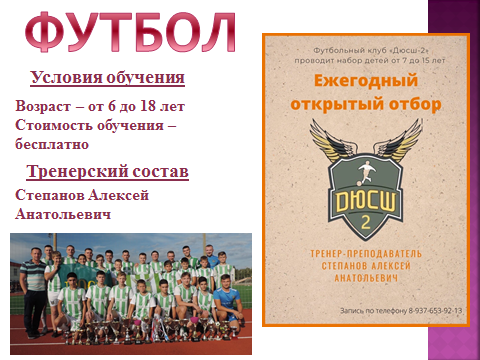 ФУТБОЛ
Условия обучения
Возраст – от 6 до 18 лет
Стоимость обучения –
бесплатно
Тренерский состав
Степанов Алексей
Анатольевич
Футбольный клуб «Дюсш-2»
проводит набор детей от 7 до 15 лет
Ежегодный
открытый отбор
ДЮСШ
2
ТРЕНЕР-ПРЕПОДАВАТЕЛЬ
СТЕПАНОВ АЛЕКСЕЙ
АНАТОЛЬЕВИЧ
Запись по телефону 8-937-653-92-13